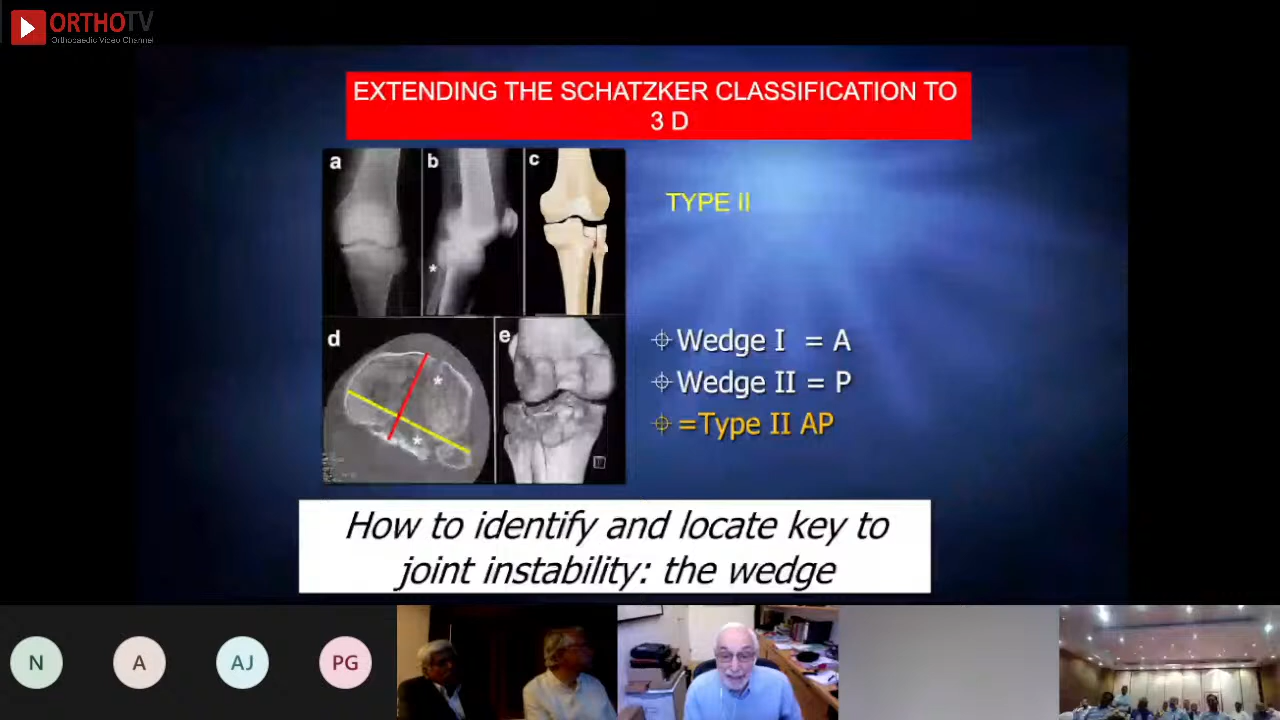 ORTHOTV
Orthopaedic Video Channel
EXTENDING THE SCHATZKER CLASSIFICATION TO
3 D
a
b
c
TYPE II
*
d
e
*
*
Wedge I = A
Wedge II = P
=Type II AP
How to identify and locate key to
joint instability: the wedge
N
A
AJ
PG